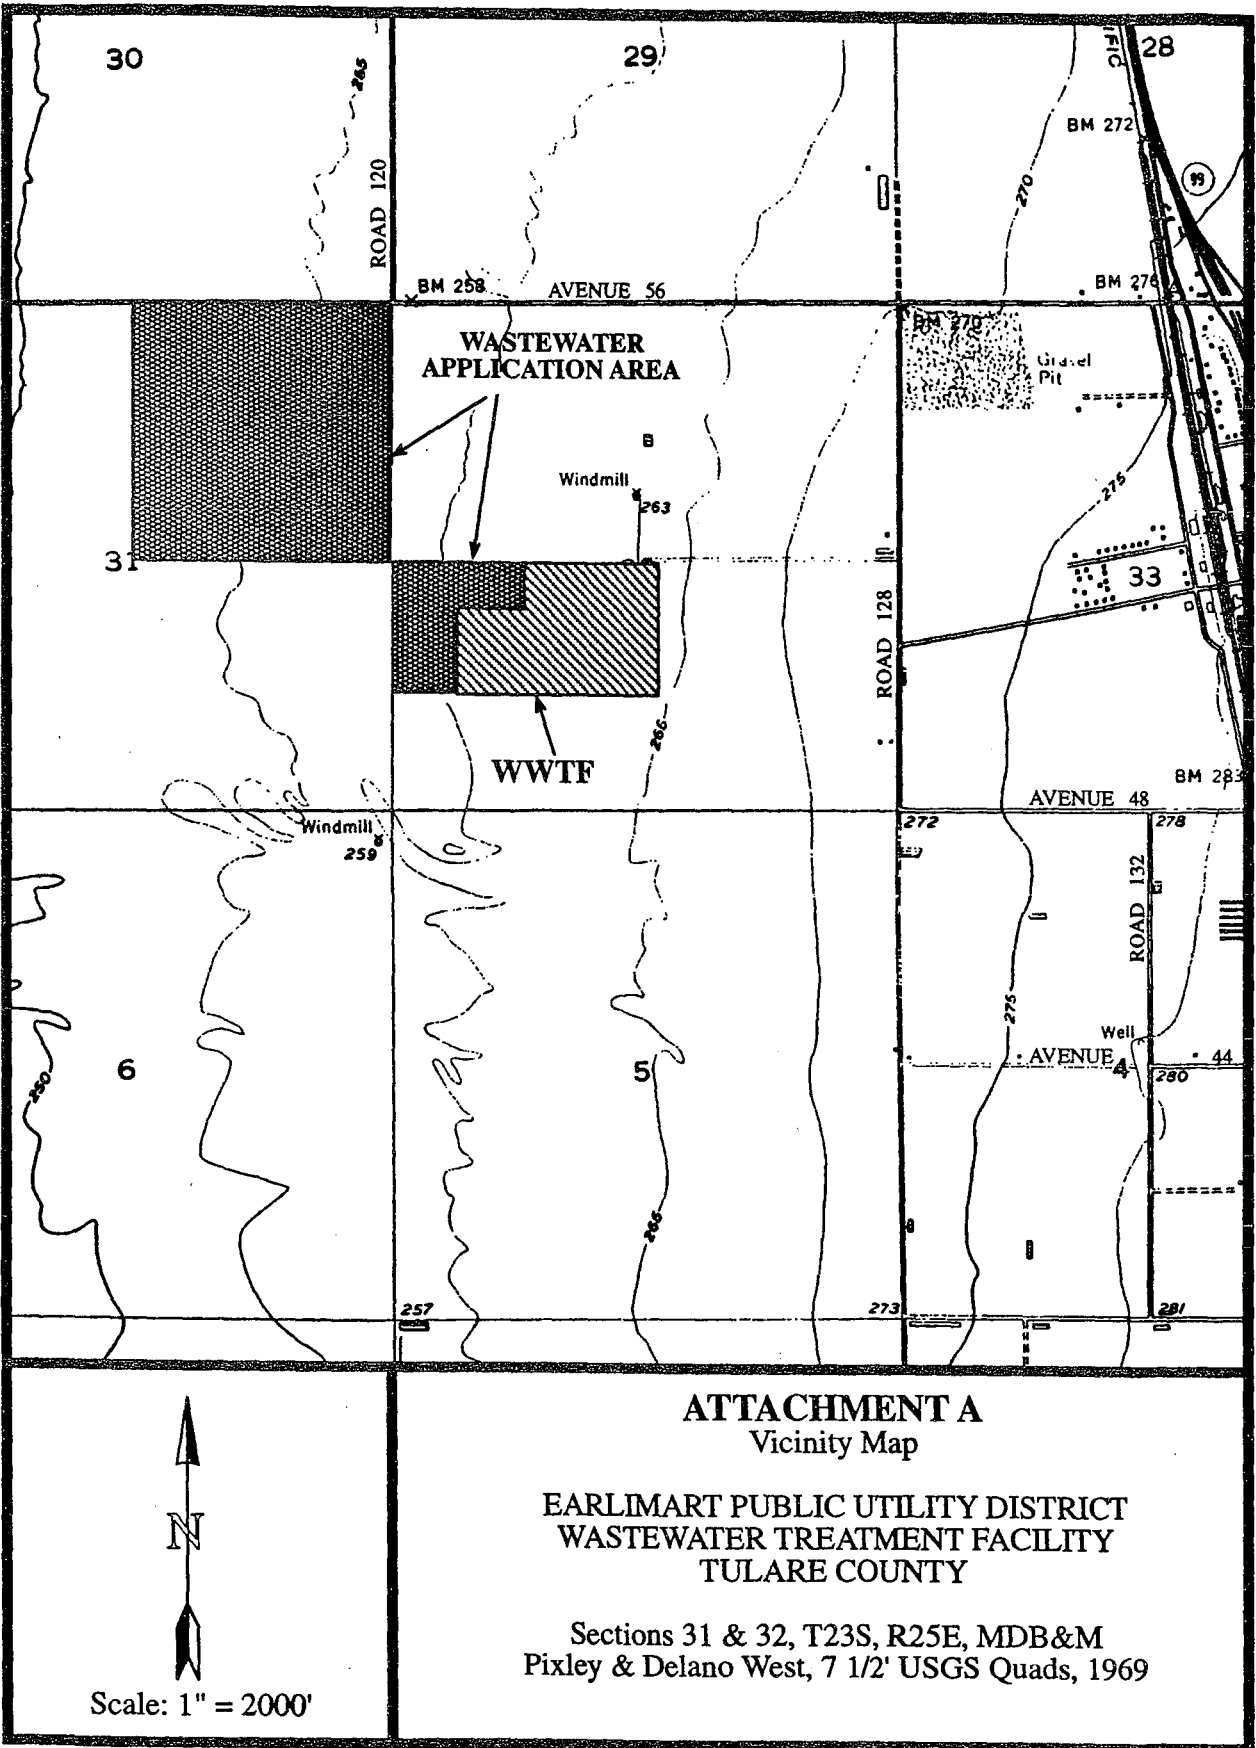 30
29
28
IFIC
265
BM 272
99
ROAD 120
270
BM 258
AVENUE 56
BM 276
BM 270
WASTEWATER
APPLICATION AREA
Gravel
Pit
Windmill
263
275
31
33
ROAD 128
266
WWTF
BM 283
AVENUE 48
Windmill
259
272
278
ROAD 132
250
275
Well
6
5
AVENUE
4
44
280
265
257
273
281
N
Scale: 1" = 2000'
ATTACHMENT A
Vicinity Map
EARLIMART PUBLIC UTILITY DISTRICT
WASTEWATER TREATMENT FACILITY
TULARE COUNTY
Sections 31 & 32, T23S, R25E, MDB&M
Pixley & Delano West, 7 1/2' USGS Quads, 1969